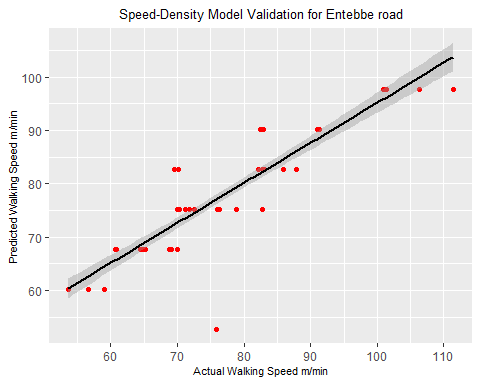 Speed-Density Model Validation for Entebbe road
Predicted Walking Speed m/min
100
90
80
70
60
60 70 80 90 100 110
Actual Walking Speed m/min